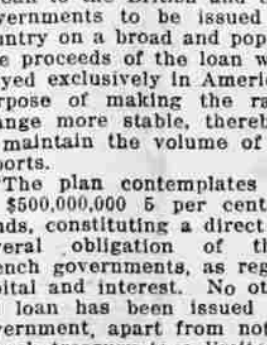 to the British and
vernments to be issued
untry on a broad and pop
e proceeds of the loan w
yed exclusively in Americ
rpose of making the ra
ange more stable, thereb
maintain the volume of
ports.
The plan contemplates
$500,000,000 5 per cent
nds, constituting a direct
veral obligation of th
ench governments, as reg
pital and interest. No ot
loan has been issued
vernment, apart from not